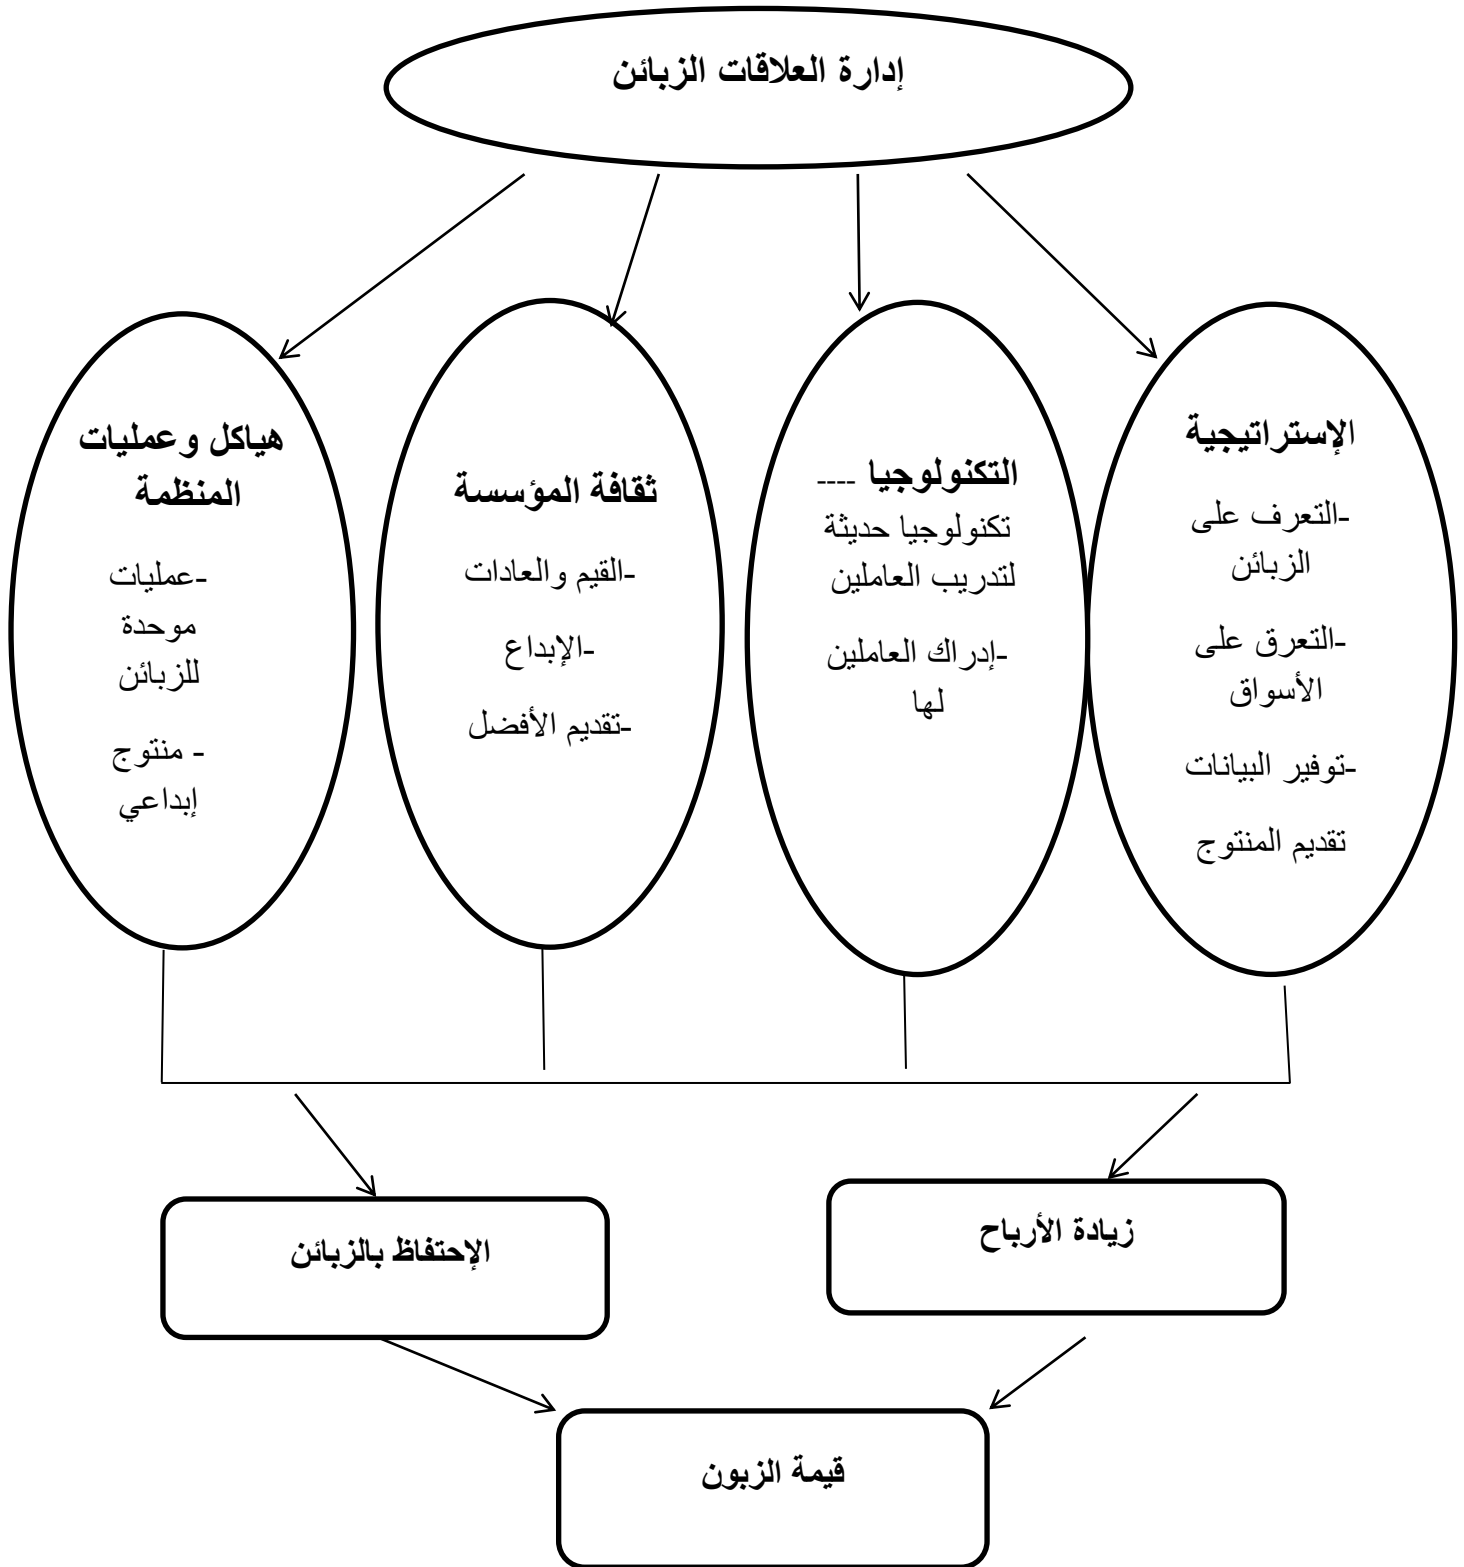 إدارة العلاقات الزبائن
الإستراتيجية
-التعرف على
الزبائن
-التعرق على
الأسواق
-توفير البيانات
تقديم المنتوج
التكنولوجيا ----
تكنولوجيا حديثة
لتدريب العاملين
-إدراك العاملين
لها
ثقافة المؤسسة
-القيم والعادات
-الإبداع
-تقديم الأفضل
هياكل وعمليات
المنظمة
-عمليات
موحدة
للزبائن
- منتوج
إبداعي
زيادة الأرباح
الإحتفاظ بالزبائن
قيمة الزبون